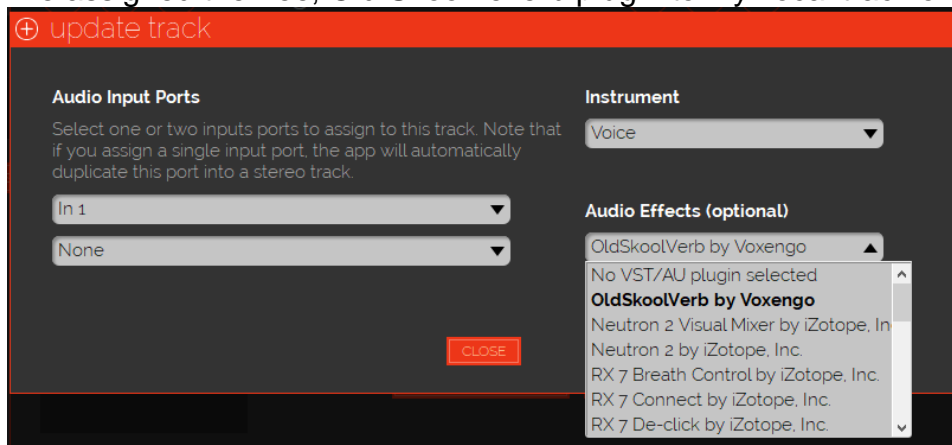 update track
Audio Input Ports
Select one or two inputs ports to assign to this track. Note that
if you assign a single input port, the app will automatically
duplicate this port into a stereo track.
In 1
None
CLOSE
Instrument
Voice
Audio Effects (optional)
OldSkoolVerb by Voxengo
No VST/AU plugin selected
OldSkoolVerb by Voxengo
Neutron 2 Visual Mixer by iZotope, In
Neutron 2 by iZotope, Inc.
RX 7 Breath Control by iZotope, Inc.
RX 7 Connect by iZotope, Inc.
RX 7 De-click by iZotope, Inc.